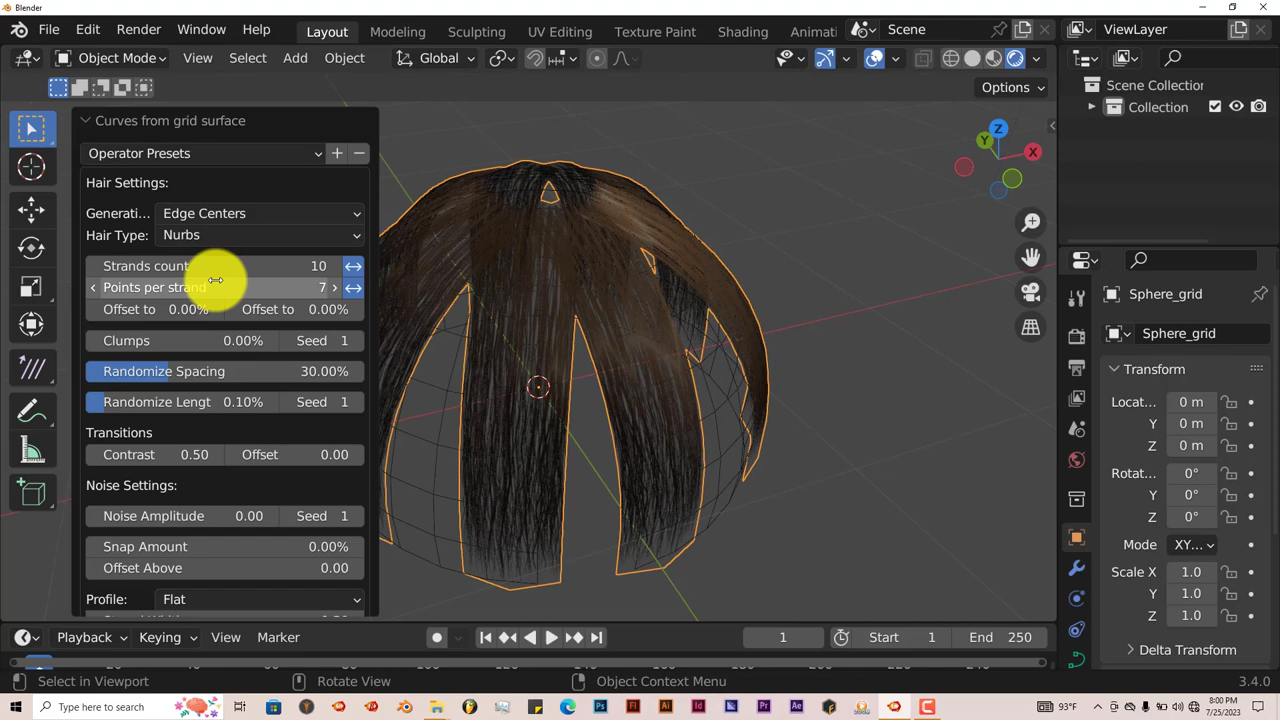 Blender
File Edit Render Window Help Layout Modeling Sculpting UV Editing Texture Paint Shading Animat Scene ViewLayer
Object Mode View Select Add Object Global
Options
Scene Collection
Collection
Curves from grid surface
Operator Presets
Hair Settings:
Generati... Edge Centers
Hair Type: Nurbs
Strands count 10
Points per strand 7
Offset to 0.00% Offset to 0.00%
Clumps 0.00% Seed 1
Randomize Spacing 30.00%
Randomize Lengt 0.10% Seed 1
Transitions
Contrast 0.50 Offset 0.00
Noise Settings:
Noise Amplitude 0.00 Seed 1
Snap Amount 0.00%
Offset Above 0.00
Profile: Flat
Z
Y
X
Sphere_grid
Sphere_grid
Transform
Locat... X 0 m
Y 0 m
Z 0 m
Rotat... X 0°
Y 0°
Z 0°
Mode XY...
Scale X 1.0
Y 1.0
Z 1.0
Delta Transform
Playback Keying View Marker 1 Start 1 End 250
Select in Viewport Rotate View Object Context Menu 3.4.0
Type here to search 93°F 8:00 PM
7/25/2023